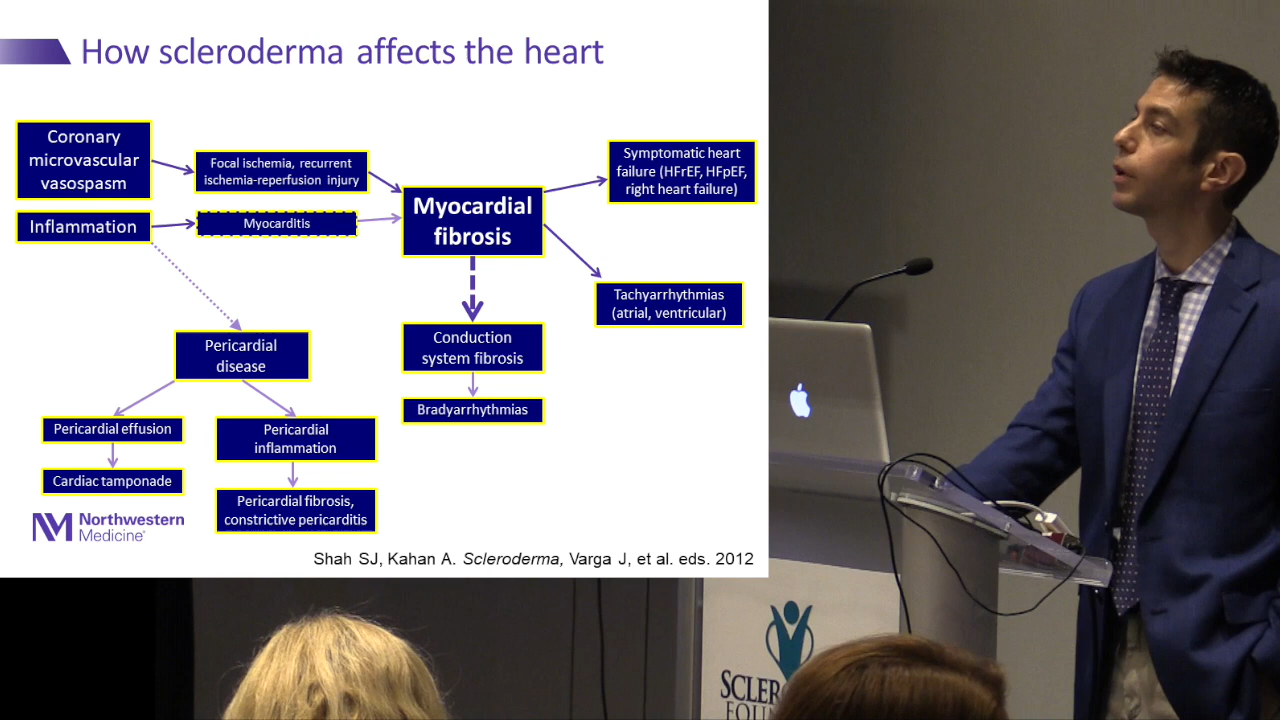 How scleroderma affects the heart
Coronary
microvascular
vasospasm
Focal ischemia, recurrent
ischemia-reperfusion injury
Symptomatic heart
failure (HFrEF, HFpEF,
right heart failure)
Inflammation
Myocarditis
Myocardial
fibrosis
Tachyarrhythmias
(atrial, ventricular)
Pericardial
disease
Conduction
system fibrosis
Bradyarrhythmias
Pericardial effusion
Pericardial
inflammation
Cardiac tamponade
Pericardial fibrosis,
constrictive pericarditis
NM Northwestern
Medicine®
Shah SJ, Kahan A. Scleroderma, Varga J, et al. eds. 2012